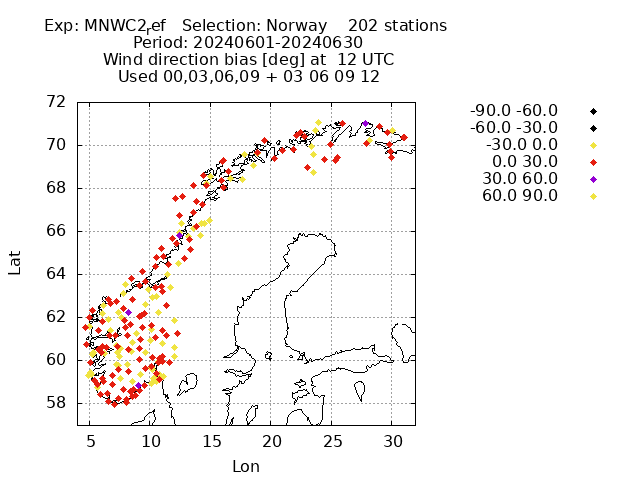 Exp: MNWC2ref   Selection: Norway    202 stations
Period: 20240601-20240630
Wind direction bias [deg] at  12 UTC
Used 00,03,06,09 + 03 06 09 12
-90.0 -60.0
-60.0 -30.0
-30.0 0.0
0.0 30.0
30.0 60.0
60.0 90.0
72
70
68
66
64
62
60
58
Lat
5 10 15 20 25 30
Lon